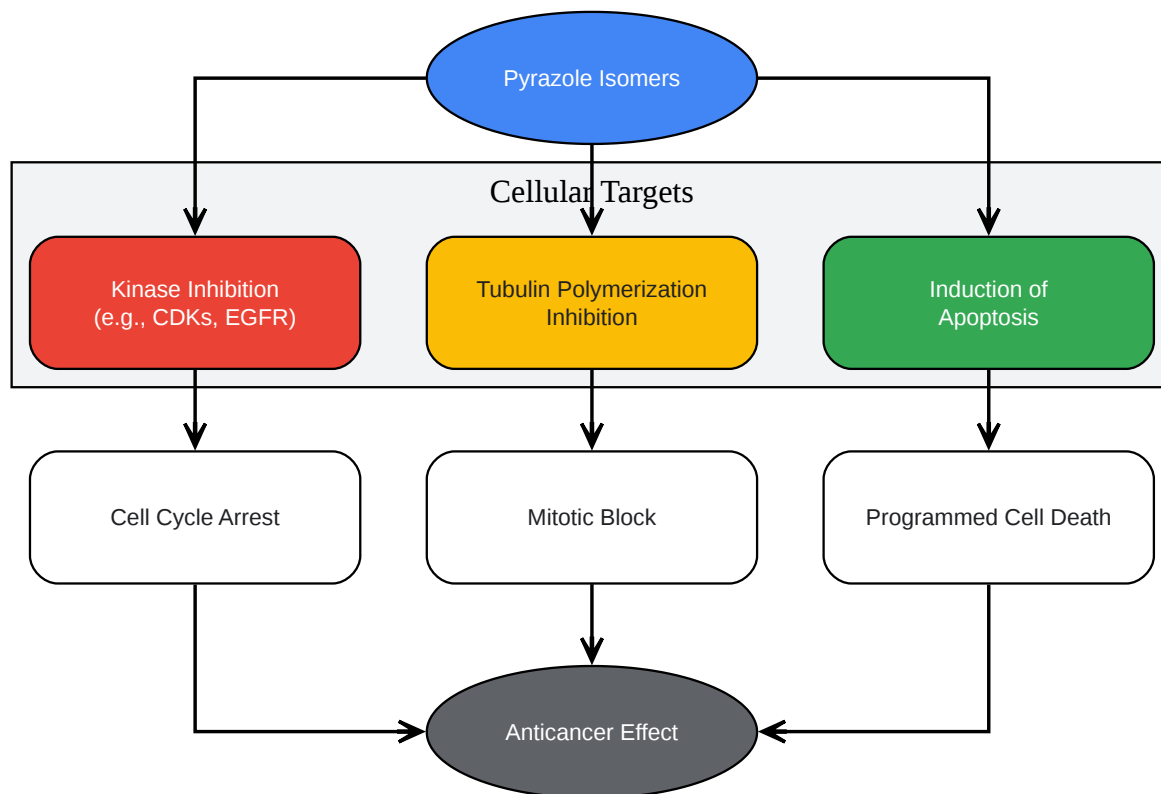 Pyrazole Isomers
Cellular Targets
Kinase Inhibition
(e.g., CDKs, EGFR)
Tubulin Polymerization
Inhibition
Induction of
Apoptosis
Cell Cycle Arrest
Mitotic Block
Programmed Cell Death
Anticancer Effect